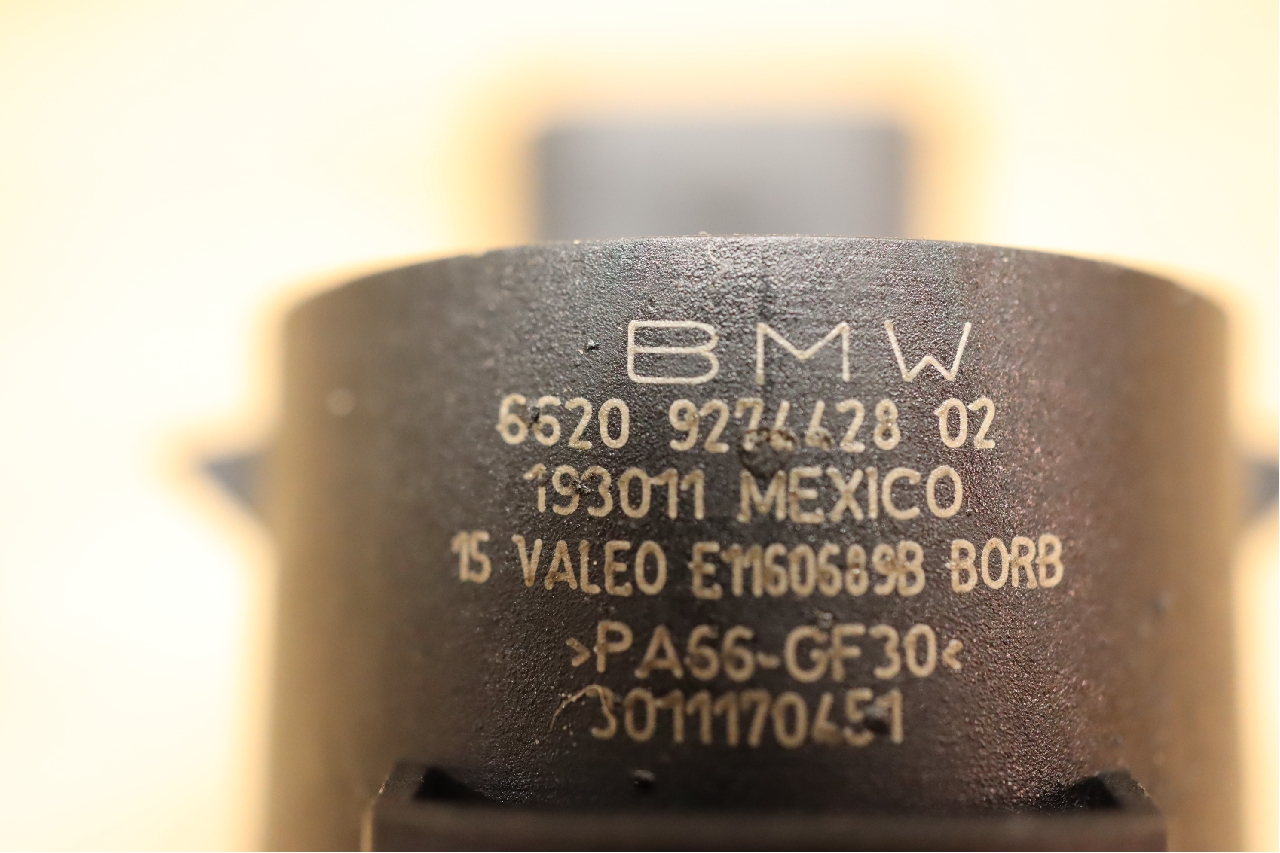 BMW
6620 9274428 02
193011 MEXICO
15 VALEO E1160689B BORB
>PA66-GF30<
3011170451